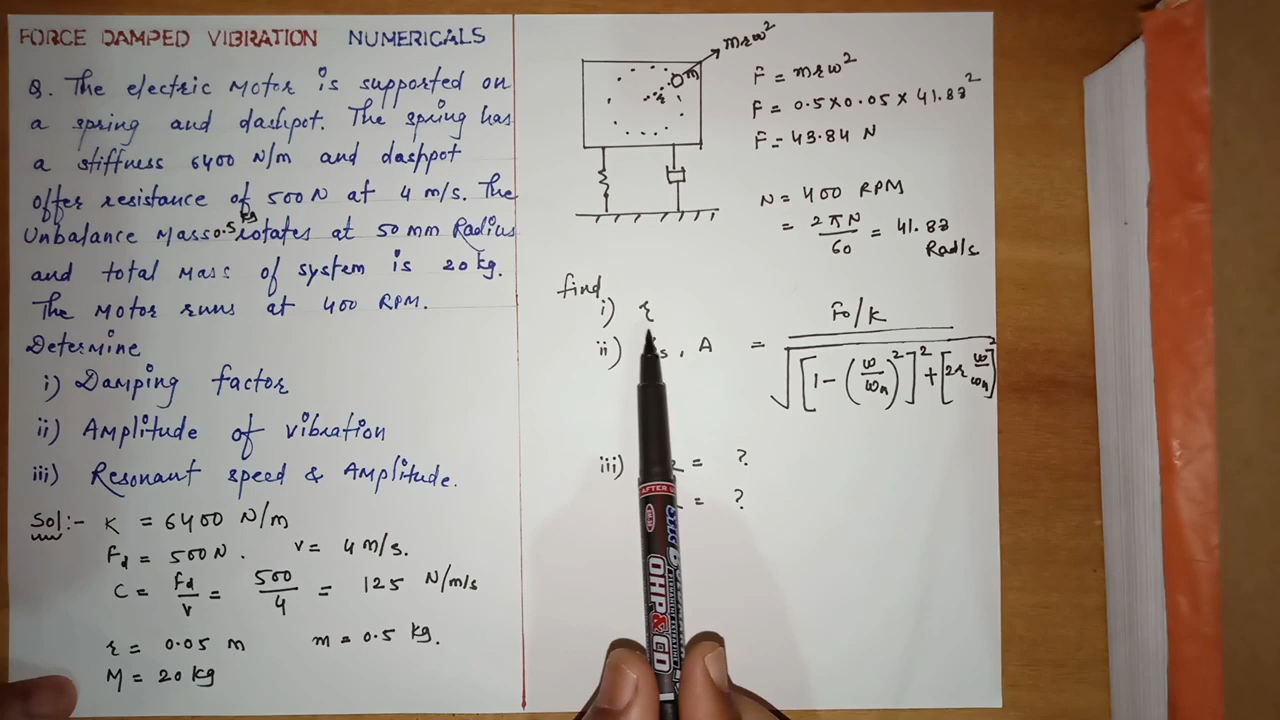 FORCE DAMPED VIBRATION NUMERICALS
Q. The electric Motor is supported on
a spring and dashpot. The spring has
a stiffness 6400 N/m and dashpot
offer resistance of 500 N at 4 m/s. The
Unbalance Mass 0.5 kg rotates at 50 mm Radius
and total Mass of system is 20 kg.
The Motor runs at 400 RPM.
Determine
i) Damping factor
ii) Amplitude of vibration
iii) Resonant speed & Amplitude.
Sol:- K = 6400 N/m
Fd = 500 N. v = 4 m/s.
C = Fd/v = 500/4 = 125 N/m/s
r = 0.05 m m = 0.5 kg.
M = 20 kg
mrω²
m
r
F = mrω²
F = 0.5 × 0.05 × 41.88²
F = 43.84 N
N = 400 RPM
= 2πN/60 = 41.88 Rad/s
find
i) ξ
ii) s, A = Fo/K / √[1-(ω/ωn)²]² + [2ξ ω/ωn]²
iii) = ?
= ?
AFTER
OHP & CD